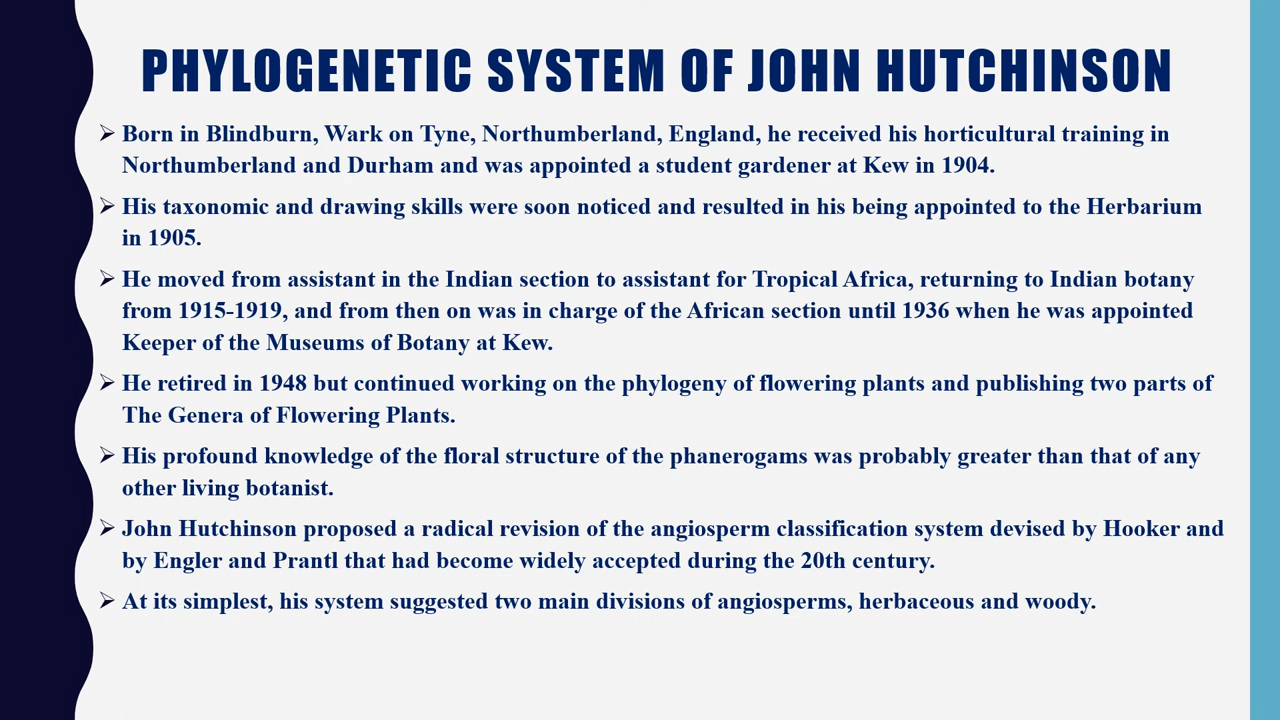 PHYLOGENETIC SYSTEM OF JOHN HUTCHINSON
➢ Born in Blindburn, Wark on Tyne, Northumberland, England, he received his horticultural training in
Northumberland and Durham and was appointed a student gardener at Kew in 1904.
➢ His taxonomic and drawing skills were soon noticed and resulted in his being appointed to the Herbarium
in 1905.
➢ He moved from assistant in the Indian section to assistant for Tropical Africa, returning to Indian botany
from 1915-1919, and from then on was in charge of the African section until 1936 when he was appointed
Keeper of the Museums of Botany at Kew.
➢ He retired in 1948 but continued working on the phylogeny of flowering plants and publishing two parts of
The Genera of Flowering Plants.
➢ His profound knowledge of the floral structure of the phanerogams was probably greater than that of any
other living botanist.
➢ John Hutchinson proposed a radical revision of the angiosperm classification system devised by Hooker and
by Engler and Prantl that had become widely accepted during the 20th century.
➢ At its simplest, his system suggested two main divisions of angiosperms, herbaceous and woody.